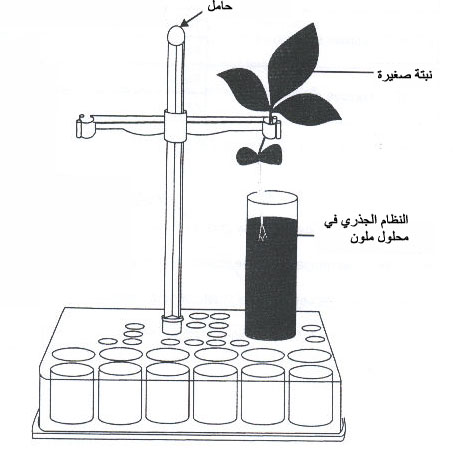 حامل
نبتة صغيرة
النظام الجذري في
محلول ملون